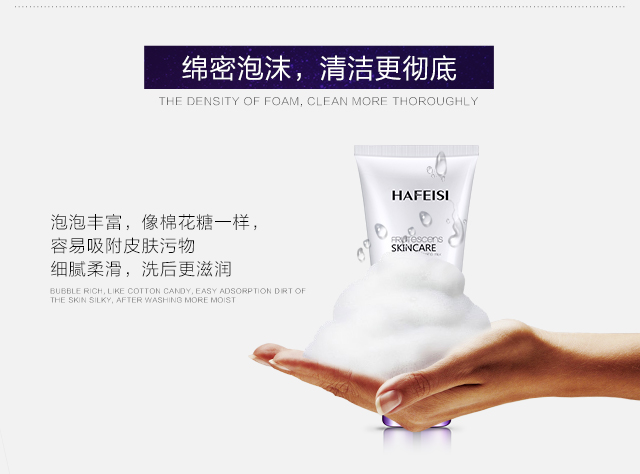 绵密泡沫，清洁更彻底
THE DENSITY OF FOAM, CLEAN MORE THOROUGHLY
HAFEISI
SKINCARE
泡泡丰富，像棉花糖一样，
容易吸附皮肤污物
细腻柔滑，洗后更滋润
BUBBLE RICH, LIKE COTTON CANDY, EASY ADSORPTION DIRT OF
THE SKIN SILKY, AFTER WASHING MORE MOIST